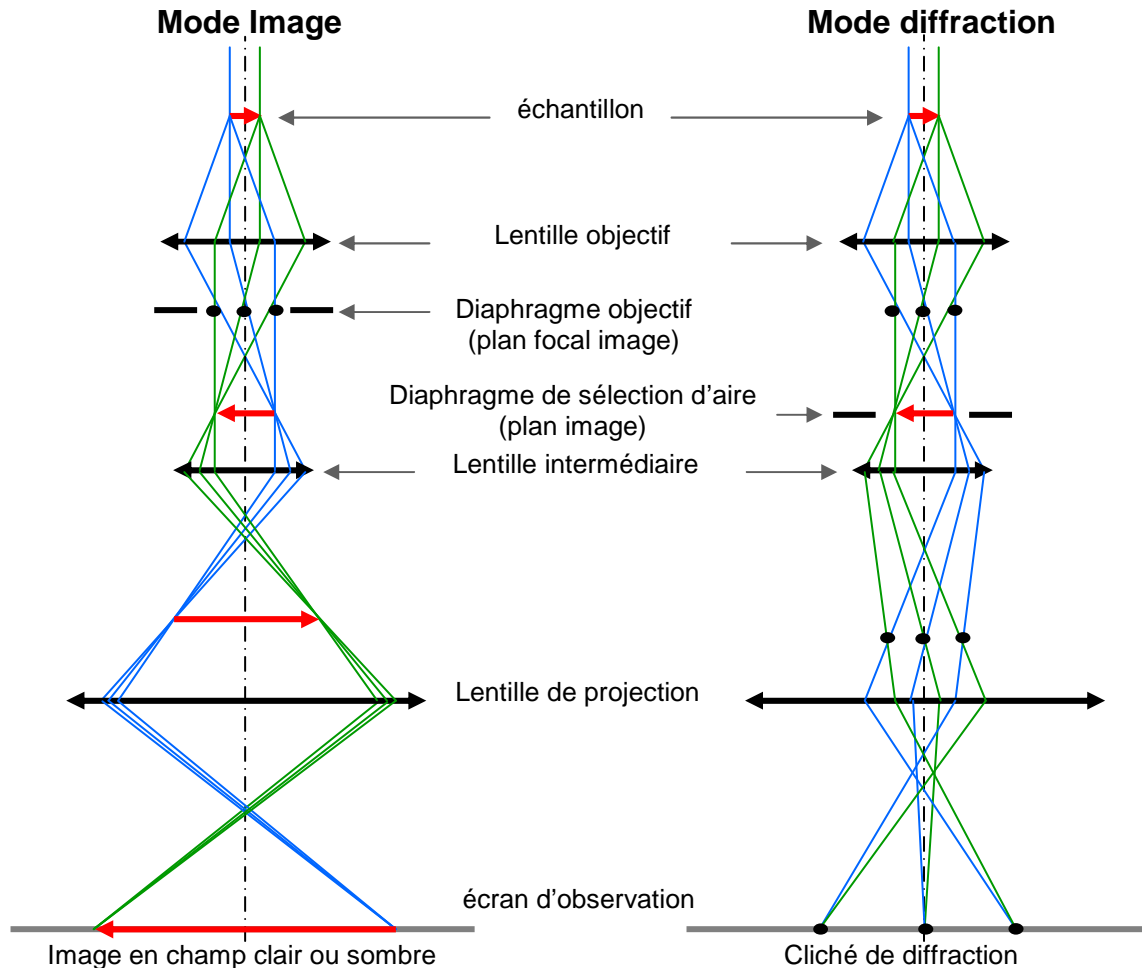 Mode Image
Mode diffraction
échantillon
Lentille objectif
Diaphragme objectif
(plan focal image)
Diaphragme de sélection d'aire
(plan image)
Lentille intermédiaire
Lentille de projection
écran d'observation
Image en champ clair ou sombre
Cliché de diffraction